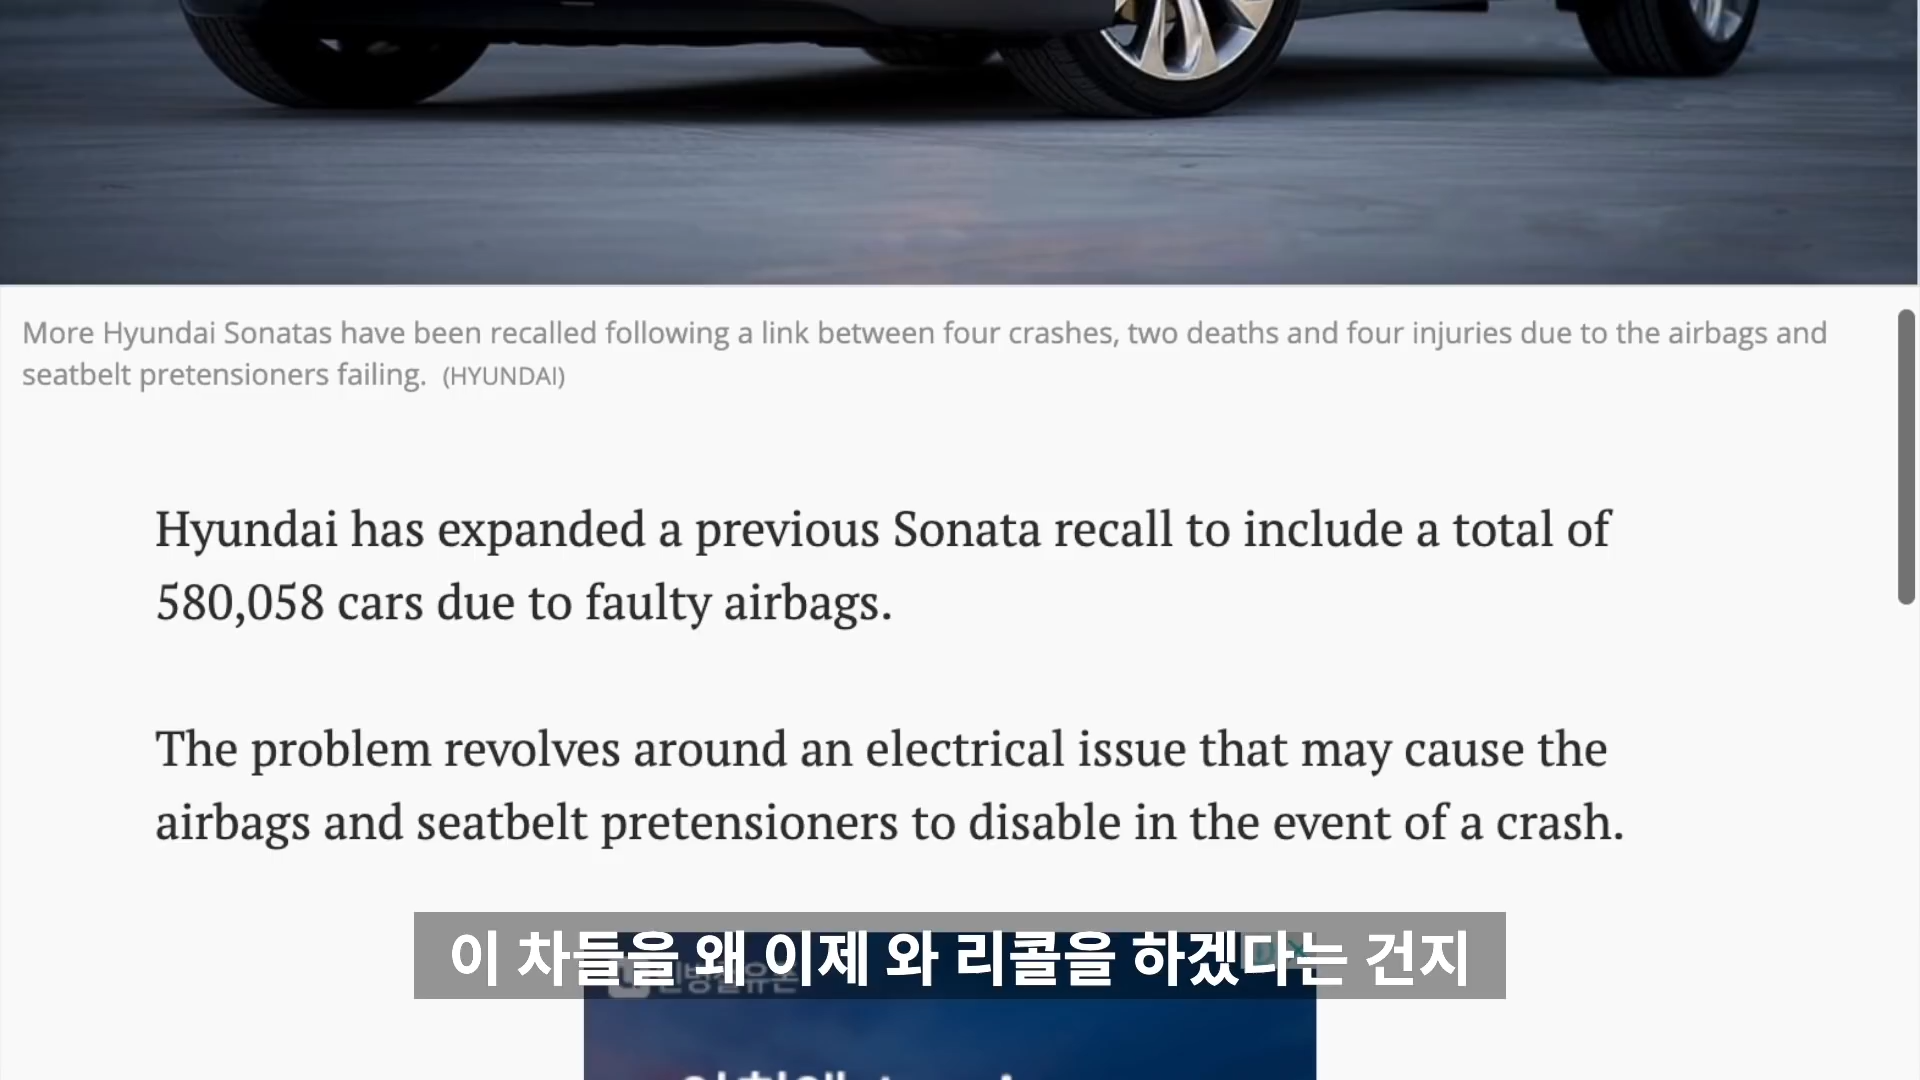 More Hyundai Sonatas have been recalled following a link between four crashes, two deaths and four injuries due to the airbags and
seatbelt pretensioners failing. (HYUNDAI)
Hyundai has expanded a previous Sonata recall to include a total of
580,058 cars due to faulty airbags.
The problem revolves around an electrical issue that may cause the
airbags and seatbelt pretensioners to disable in the event of a crash.
이 차들을 왜 이제 와 리콜을 하겠다는 건지